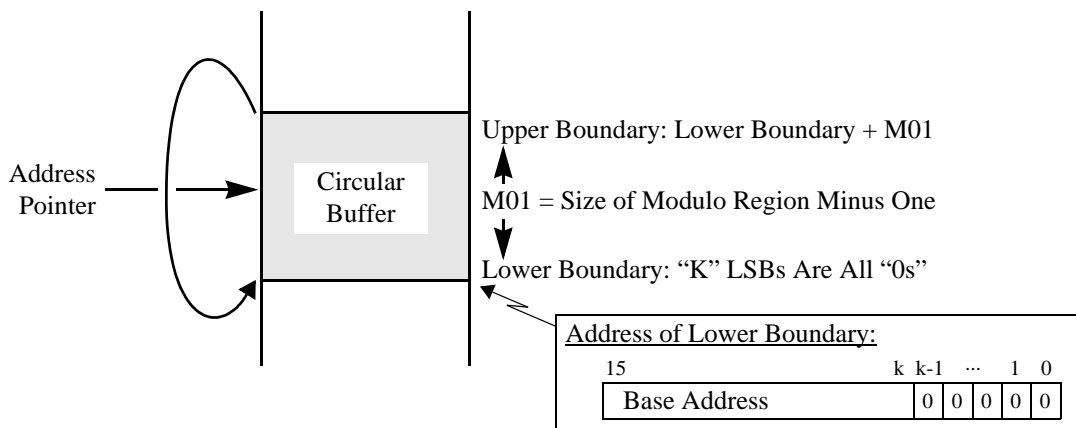 Upper Boundary: Lower Boundary + M01
Address
Pointer
Circular
Buffer
M01 = Size of Modulo Region Minus One
Lower Boundary: “K” LSBs Are All “0s”
Address of Lower Boundary:
15 k k-1 ... 1 0
Base Address 0 0 0 0 0